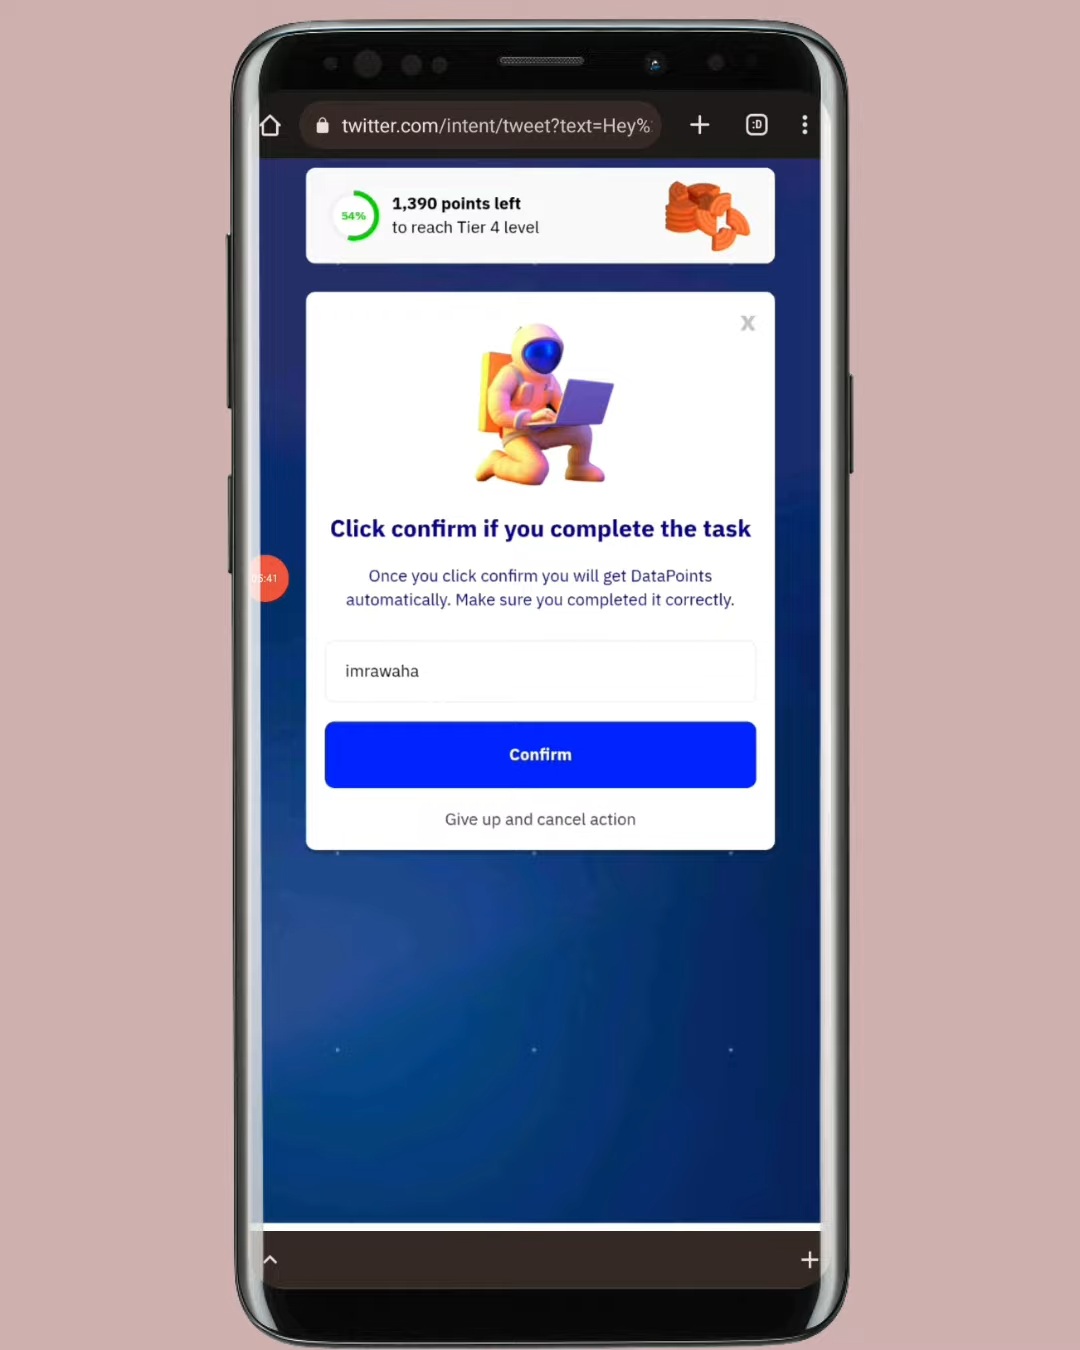 twitter.com/intent/tweet?text=Hey%
:D
54%
1,390 points left
to reach Tier 4 level
X
Click confirm if you complete the task
Once you click confirm you will get DataPoints
automatically. Make sure you completed it correctly.
imrawaha
Confirm
Give up and cancel action